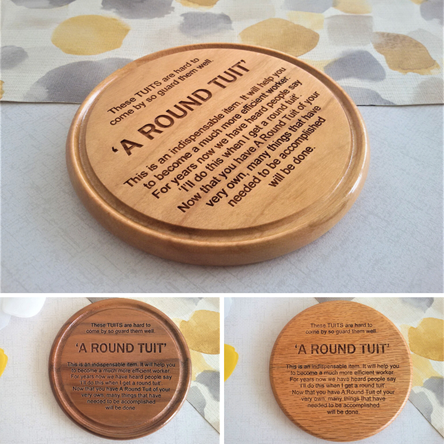 These TUITS are hard to
come by so guard them well.
'A ROUND TUIT'
This is an indispensable item. It will help you
to become a much more efficient worker
For years now we have heard people say
'I'll do this when I get a round tuit'
Now that you have A Round Tuit of your
very own, many things that have
needed to be accomplished
will be done.
These TUITS are hard to
come by so guard them well.
'A ROUND TUIT'
This is an indispensable item. It will help you
to become a much more efficient worker.
For years now we have heard people say
'I'll do this when I get a round tuit'
Now that you have A Round Tuit of your
very own, many things that have
needed to be accomplished
will be done.
These TUITS are hard to
come by so guard them well.
'A ROUND TUIT'
This is an indispensable item. It will help you
to become a much more efficient worker
For years now we have heard people say
'I'll do this when I get a round tuit'
Now that you have A Round Tuit of your
very own, many things that have
needed to be accomplished
will be done.